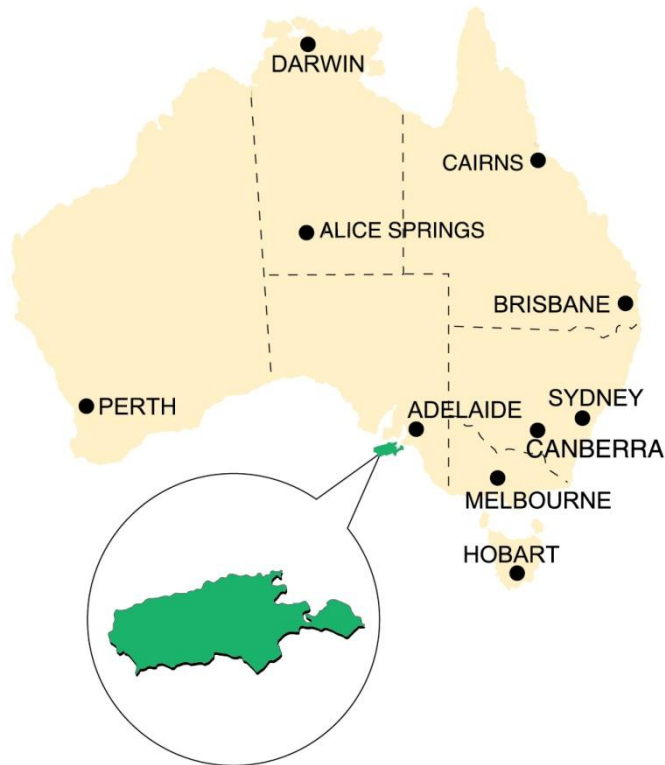 DARWIN
CAIRNS
ALICE SPRINGS
BRISBANE
PERTH
ADELAIDE
SYDNEY
CANBERRA
MELBOURNE
HOBART